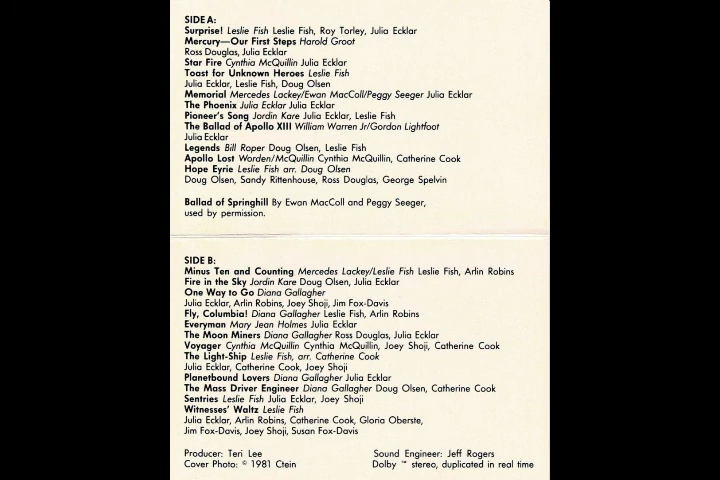 SIDE A:
Surprise! Leslie Fish Leslie Fish, Roy Torley, Julia Ecklar
Mercury—Our First Steps Harold Groot
Ross Douglas, Julia Ecklar
Star Fire Cynthia McQuillin Julia Ecklar
Toast for Unknown Heroes Leslie Fish
Julia Ecklar, Leslie Fish, Doug Olsen
Memorial Mercedes Lackey/Ewan MacColl/Peggy Seeger Julia Ecklar
The Phoenix Julia Ecklar Julia Ecklar
Pioneer's Song Jordin Kare Julia Ecklar, Leslie Fish
The Ballad of Apollo XIII William Warren Jr/Gordon Lightfoot
Julia Ecklar
Legends Bill Roper Doug Olsen, Leslie Fish
Apollo Lost Worden/McQuillin Cynthia McQuillin, Catherine Cook
Hope Eyrie Leslie Fish arr. Doug Olsen
Doug Olsen, Sandy Rittenhouse, Ross Douglas, George Spelvin
Ballad of Springhill By Ewan MacColl and Peggy Seeger,
used by permission.
SIDE B:
Minus Ten and Counting Mercedes Lackey/Leslie Fish Leslie Fish, Arlin Robins
Fire in the Sky Jordin Kare Doug Olsen, Julia Ecklar
One Way to Go Diana Gallagher
Julia Ecklar, Arlin Robins, Joey Shoji, Jim Fox-Davis
Fly, Columbia! Diana Gallagher Leslie Fish, Arlin Robins
Everyman Mary Jean Holmes Julia Ecklar
The Moon Miners Diana Gallagher Ross Douglas, Julia Ecklar
Voyager Cynthia McQuillin Cynthia McQuillin, Joey Shoji, Catherine Cook
The Light-Ship Leslie Fish, arr. Catherine Cook
Julia Ecklar, Catherine Cook, Joey Shoji
Planetbound Lovers Diana Gallagher Julia Ecklar
The Mass Driver Engineer Diana Gallagher Doug Olsen, Catherine Cook
Sentries Leslie Fish Julia Ecklar, Joey Shoji
Witnesses' Waltz Leslie Fish
Julia Ecklar, Arlin Robins, Catherine Cook, Gloria Oberste,
Jim Fox-Davis, Joey Shoji, Susan Fox-Davis
Producer: Teri Lee Sound Engineer: Jeff Rogers
Cover Photo: © 1981 Ctein Dolby ™ stereo, duplicated in real time